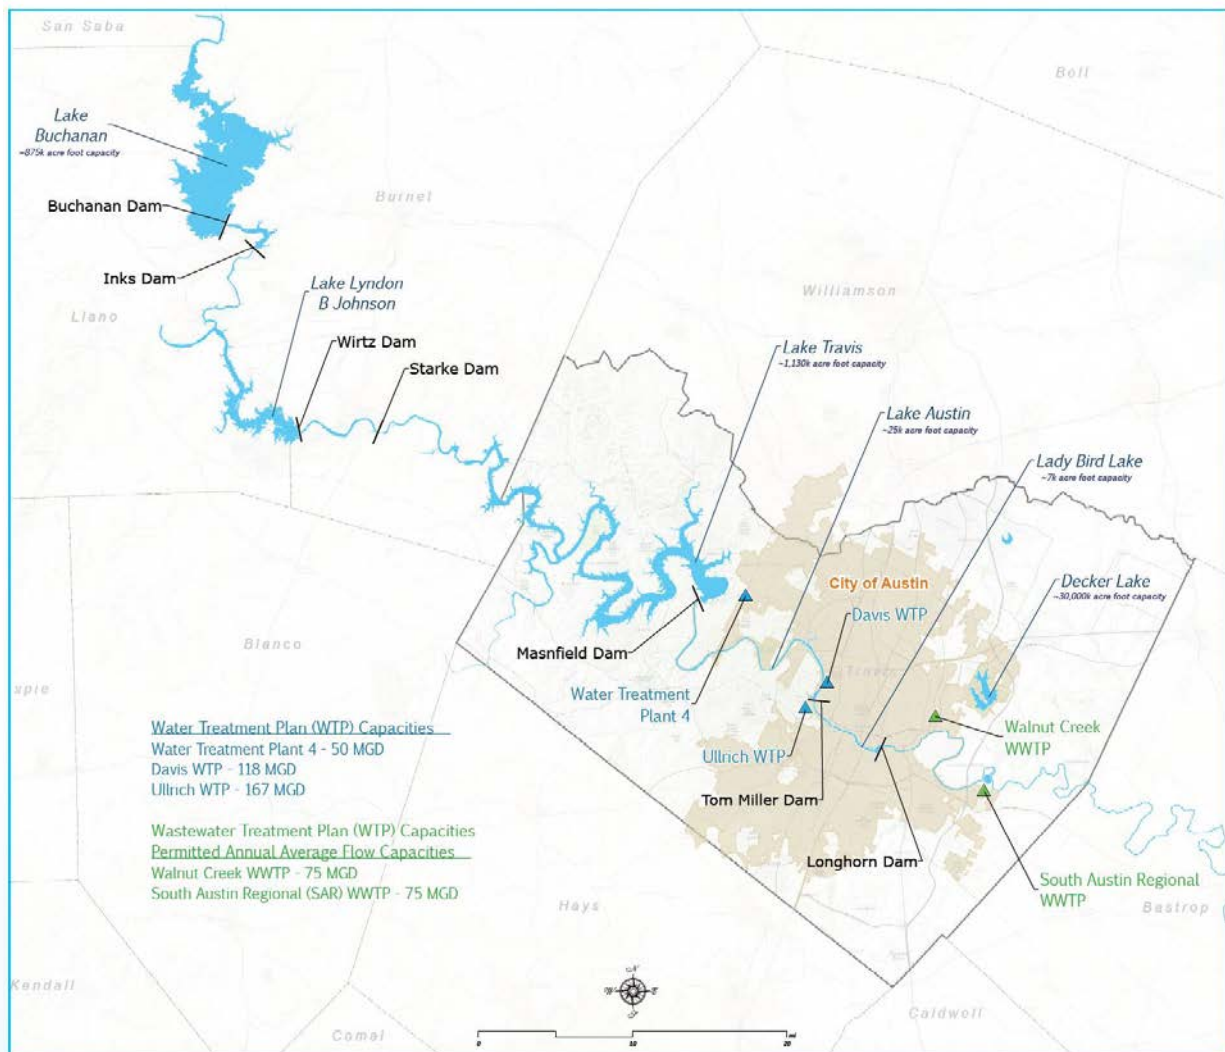 San Saba
Bell
Lake
Buchanan
~875k acre foot capacity
Burnet
Buchanan Dam
Inks Dam
Lake Lyndon
B Johnson
Williamson
Llano
Wirtz Dam
Lake Travis
~1,130k acre foot capacity
Starke Dam
Lake Austin
~25k acre foot capacity
Lady Bird Lake
~7k acre foot capacity
City of Austin
Decker Lake
~30,000k acre foot capacity
Davis WTP
Blanco
Masnfield Dam
Travis
Water Treatment
Plant 4
Walnut Creek
WWTP
Ullrich WTP
Tom Miller Dam
Longhorn Dam
South Austin Regional
WWTP
Water Treatment Plan (WTP) Capacities
Water Treatment Plant 4 - 50 MGD
Davis WTP - 118 MGD
Ullrich WTP - 167 MGD
Wastewater Treatment Plan (WTP) Capacities
Permitted Annual Average Flow Capacities
Walnut Creek WWTP - 75 MGD
South Austin Regional (SAR) WWTP - 75 MGD
Hays
Bastrop
Kendall
Comal
Caldwell
0
10
20